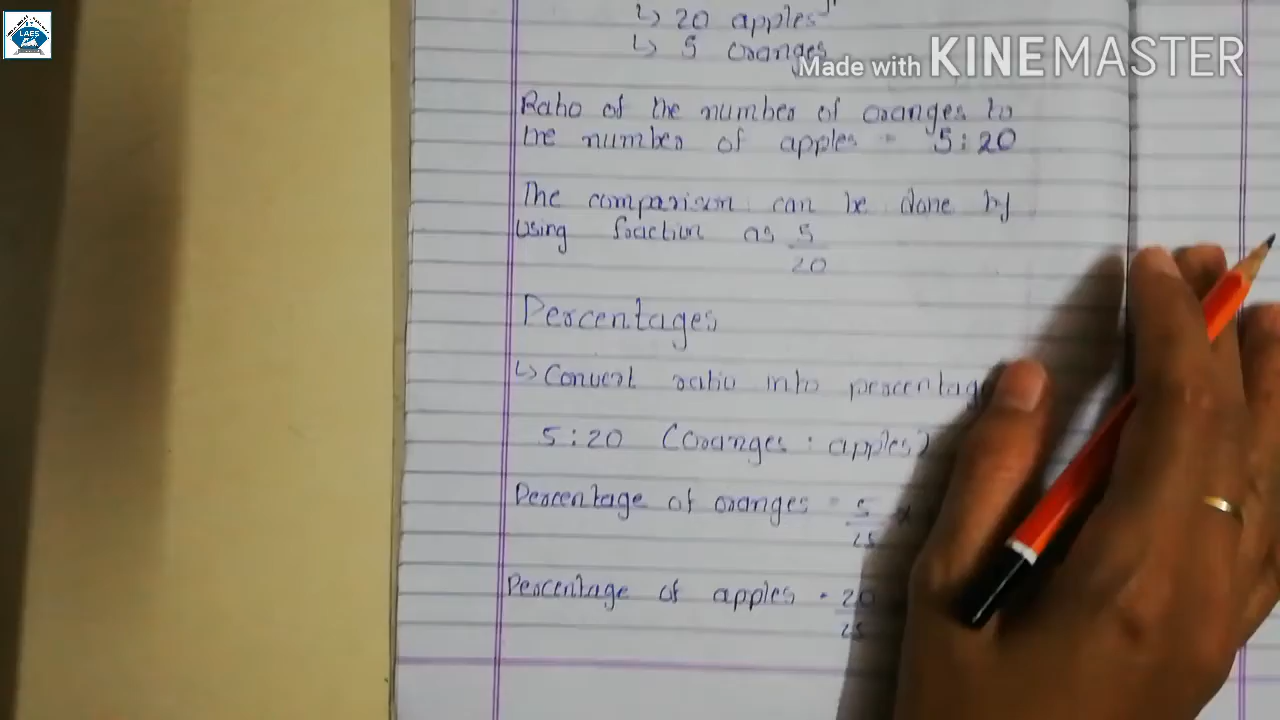 LAES
↳ 20 apples
↳ 5 oranges
Made with KINEMASTER
Ratio of the number of oranges to
the number of apples = 5:20
The comparison can be done by
using fraction as 5/20
Percentages
↳ Convert ratio into percentag
5:20 (Oranges : apples)
Percentage of oranges = 5/25 ×
Percentage of apples = 20/25